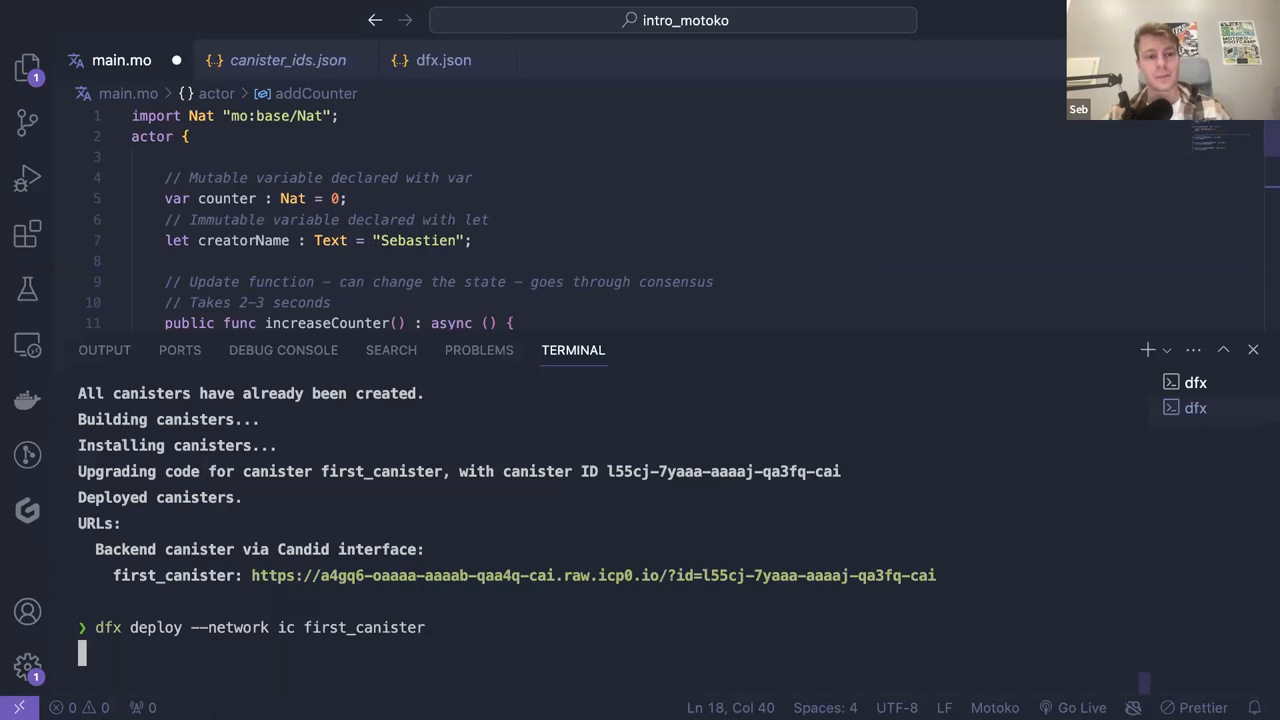 intro_motoko
main.mo
canister_ids.json
dfx.json
main.mo > actor > addCounter
1 import Nat "mo:base/Nat";
2 actor {
3
4 // Mutable variable declared with var
5 var counter : Nat = 0;
6 // Immutable variable declared with let
7 let creatorName : Text = "Sebastien";
8
9 // Update function – can change the state – goes through consensus
10 // Takes 2–3 seconds
11 public func increaseCounter() : async () {
MOTOKO
BOOTCAMP
Seb
1
OUTPUT PORTS DEBUG CONSOLE SEARCH PROBLEMS TERMINAL
dfx
dfx
All canisters have already been created.
Building canisters...
Installing canisters...
Upgrading code for canister first_canister, with canister ID l55cj-7yaaa-aaaaj-qa3fq-cai
Deployed canisters.
URLs:
Backend canister via Candid interface:
first_canister: https://a4gq6-oaaaa-aaaab-qaa4q-cai.raw.icp0.io/?id=l55cj-7yaaa-aaaaj-qa3fq-cai
❯ dfx deploy --network ic first_canister
1
0 0 0 Ln 18, Col 40 Spaces: 4 UTF-8 LF Motoko Go Live Prettier